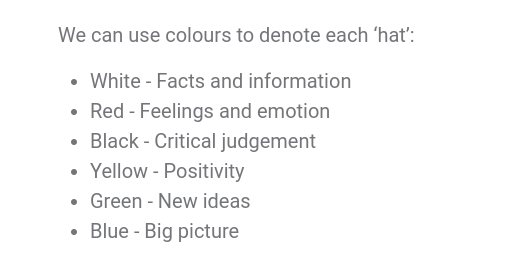 We can use colours to denote each ‘hat’:
• White - Facts and information
• Red - Feelings and emotion
• Black - Critical judgement
• Yellow - Positivity
• Green - New ideas
• Blue - Big picture